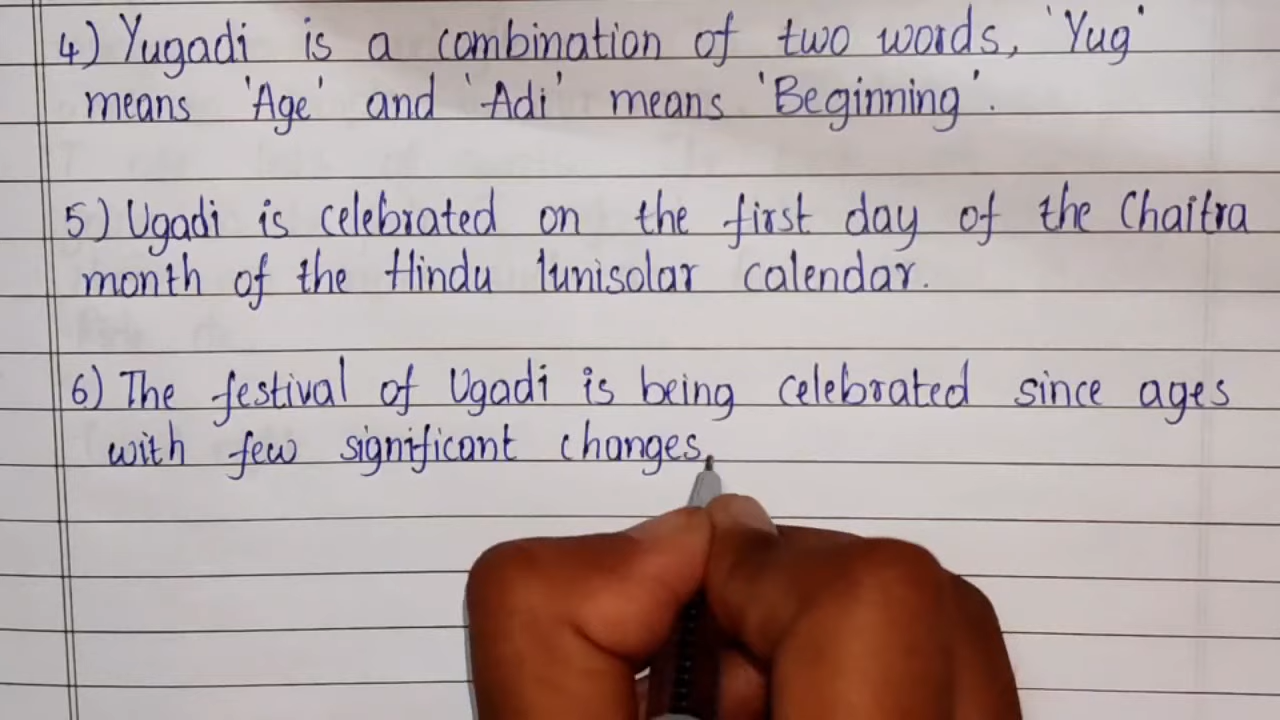 4) Yugadi is a combination of two words, 'Yug'
means 'Age' and 'Adi' means 'Beginning'.
5) Ugadi is celebrated on the first day of the Chaitra
month of the Hindu lunisolar calendar.
6) The festival of Ugadi is being celebrated since ages
with few significant changes.